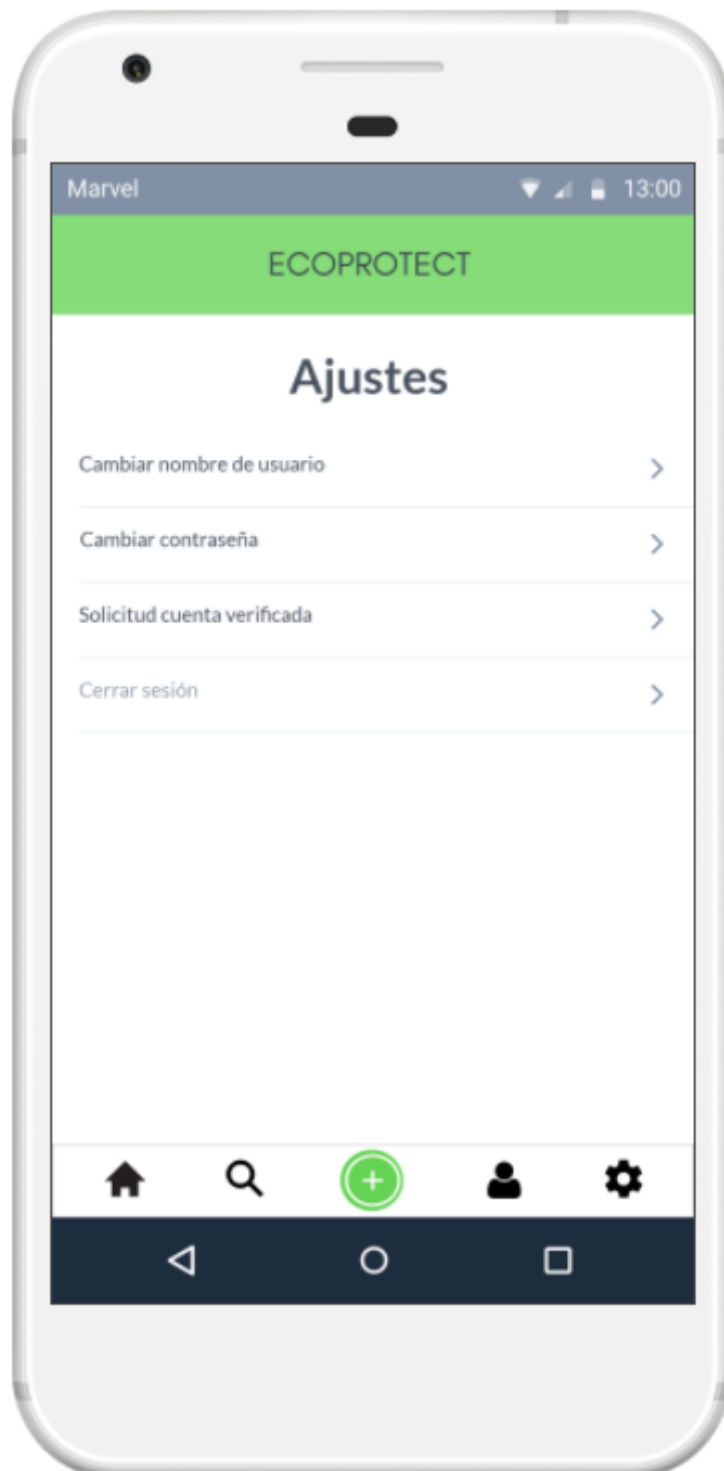 Marvel 13:00
ECOPROTECT
Ajustes
Cambiar nombre de usuario
Cambiar contraseña
Solicitud cuenta verificada
Cerrar sesión